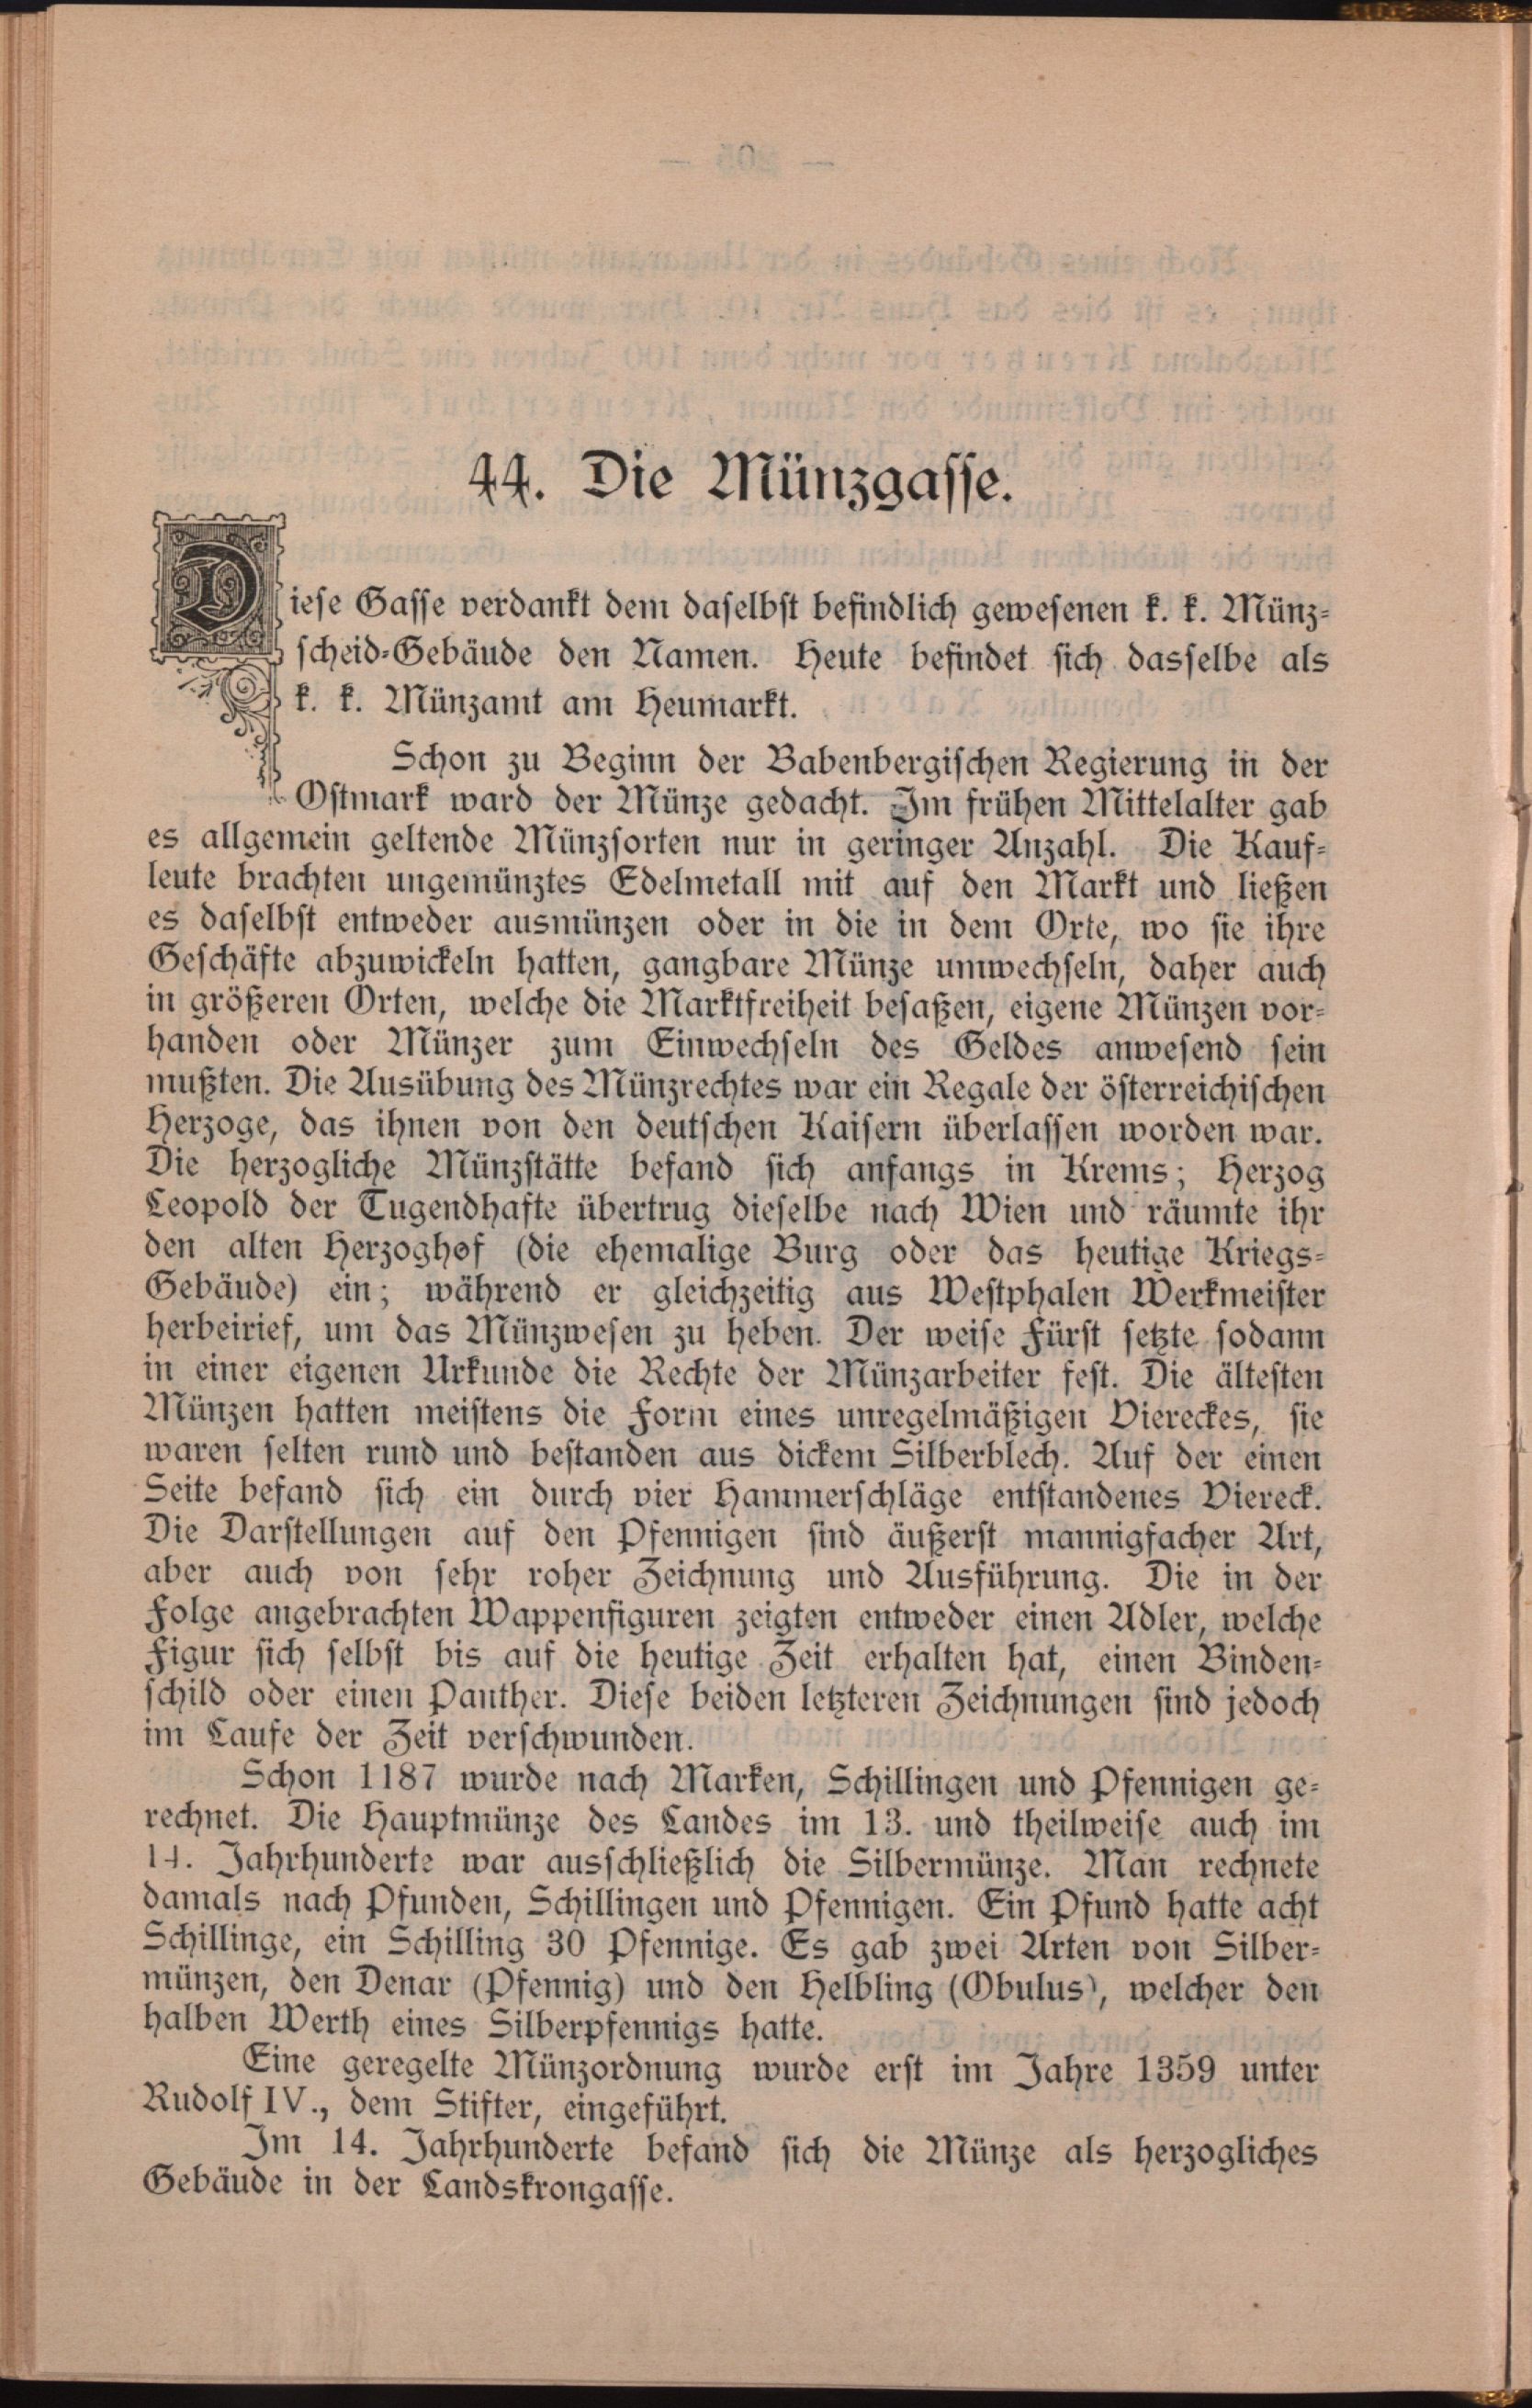 44. Die Münzgasse.
Diese Gasse verdankt dem daselbst befindlich gewesenen k. k. Münz-
scheid-Gebäude den Namen. Heute befindet sich dasselbe als
k. k. Münzamt am Heumarkt.
Schon zu Beginn der Babenbergischen Regierung in der
Ostmark ward der Münze gedacht. Im frühen Mittelalter gab
es allgemein geltende Münzsorten nur in geringer Anzahl. Die Kauf-
leute brachten ungemünztes Edelmetall mit auf den Markt und ließen
es daselbst entweder ausmünzen oder in die in dem Orte, wo sie ihre
Geschäfte abzuwickeln hatten, gangbare Münze umwechseln, daher auch
in größeren Orten, welche die Marktfreiheit besaßen, eigene Münzen vor-
handen oder Münzer zum Einwechseln des Geldes anwesend sein
mußten. Die Ausübung des Münzrechtes war ein Regale der österreichischen
Herzoge, das ihnen von den deutschen Kaisern überlassen worden war.
Die herzogliche Münzstätte befand sich anfangs in Krems; Herzog
Leopold der Tugendhafte übertrug dieselbe nach Wien und räumte ihr
den alten Herzoghof (die ehemalige Burg oder das heutige Kriegs-
Gebäude) ein; während er gleichzeitig aus Westphalen Werkmeister
herbeirief, um das Münzwesen zu heben. Der weise Fürst setzte sodann
in einer eigenen Urkunde die Rechte der Münzarbeiter fest. Die ältesten
Münzen hatten meistens die Form eines unregelmäßigen Viereckes, sie
waren selten rund und bestanden aus dickem Silberblech. Auf der einen
Seite befand sich ein durch vier Hammerschläge entstandenes Viereck.
Die Darstellungen auf den Pfennigen sind äußerst mannigfacher Art,
aber auch von sehr roher Zeichnung und Ausführung. Die in der
Folge angebrachten Wappenfiguren zeigten entweder einen Adler, welche
Figur sich selbst bis auf die heutige Zeit erhalten hat, einen Binden-
schild oder einen Panther. Diese beiden letzteren Zeichnungen sind jedoch
im Laufe der Zeit verschwunden.
Schon 1187 wurde nach Marken, Schillingen und Pfennigen ge-
rechnet. Die Hauptmünze des Landes im 13. und theilweise auch im
14. Jahrhunderte war ausschließlich die Silbermünze. Man rechnete
damals nach Pfunden, Schillingen und Pfennigen. Ein Pfund hatte acht
Schillinge, ein Schilling 30 Pfennige. Es gab zwei Arten von Silber-
münzen, den Denar (Pfennig) und den Helbling (Obulus), welcher den
halben Werth eines Silberpfennigs hatte.
Eine geregelte Münzordnung wurde erst im Jahre 1359 unter
Rudolf IV., dem Stifter, eingeführt.
Im 14. Jahrhunderte befand sich die Münze als herzogliches
Gebäude in der Landskrongasse.